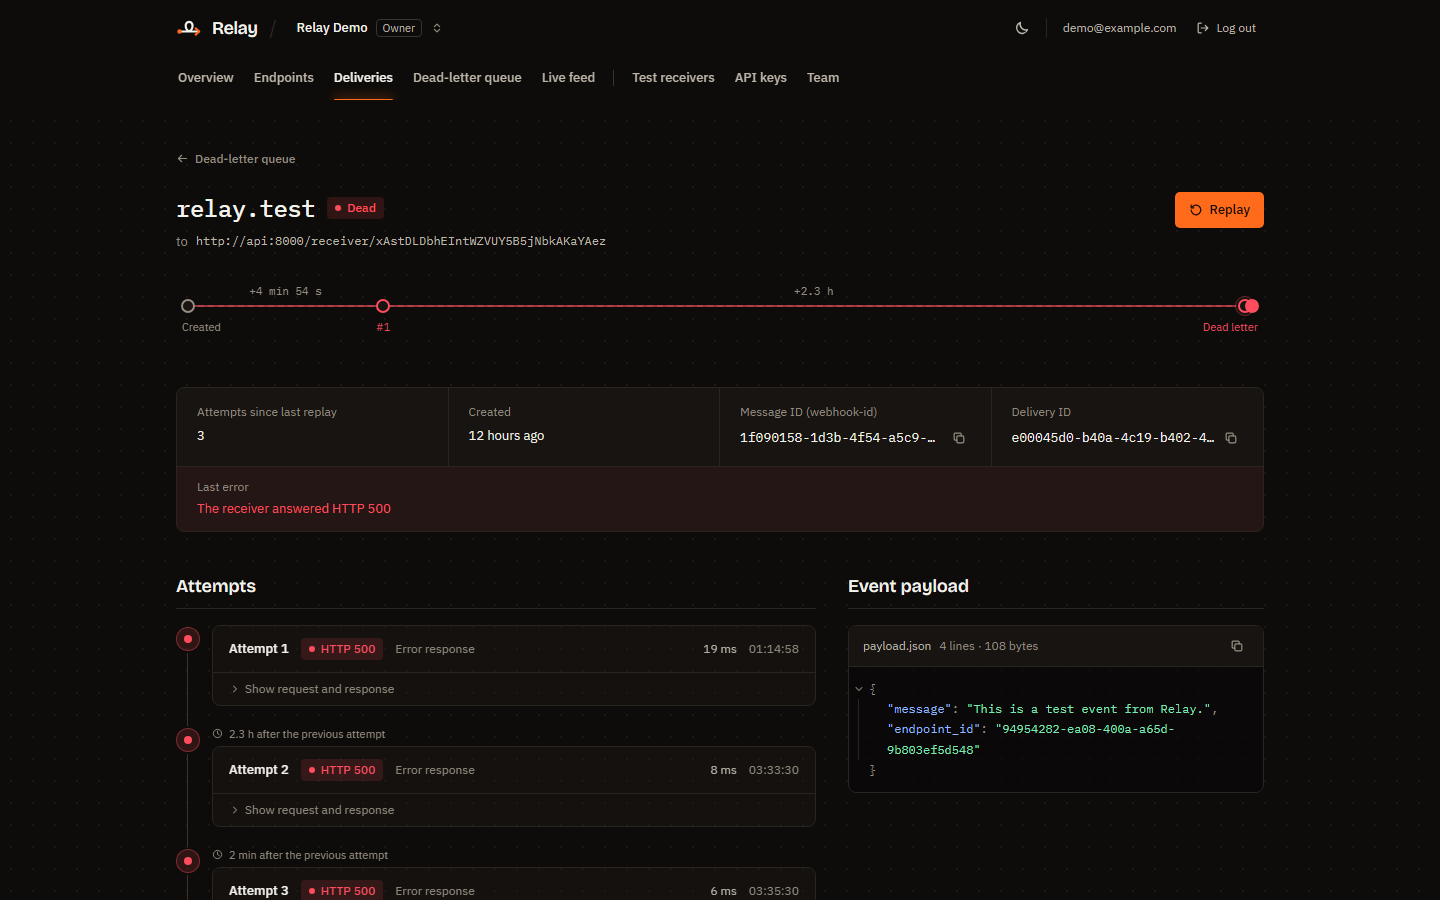 Relay / Relay Demo Owner
demo@example.com Log out
Overview Endpoints Deliveries Dead-letter queue Live feed Test receivers API keys Team
Dead-letter queue
relay.test Dead
Replay
to http://api:8000/receiver/xAstDLDbhEIntWZVUY5B5jNbkAKaYAez
+4 min 54 s +2.3 h
Created #1 Dead letter
Attempts since last replay
3
Created
12 hours ago
Message ID (webhook-id)
1f090158-1d3b-4f54-a5c9-…
Delivery ID
e00045d0-b40a-4c19-b402-4…
Last error
The receiver answered HTTP 500
Attempts
Attempt 1 HTTP 500 Error response 19 ms 01:14:58
Show request and response
2.3 h after the previous attempt
Attempt 2 HTTP 500 Error response 8 ms 03:33:30
Show request and response
2 min after the previous attempt
Attempt 3 HTTP 500 Error response 6 ms 03:35:30
Event payload
payload.json 4 lines · 108 bytes
{
"message": "This is a test event from Relay.",
"endpoint_id": "94954282-ea08-400a-a65d-
9b803ef5d548"
}